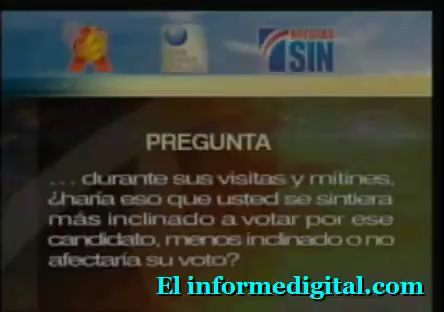 NOTICIAS
SIN
PREGUNTA
... durante sus visitas y mitines,
¿haría eso que usted se sintiera
más inclinado a votar por ese
candidato, menos inclinado o no
afectaría su voto?
El informedigital.com